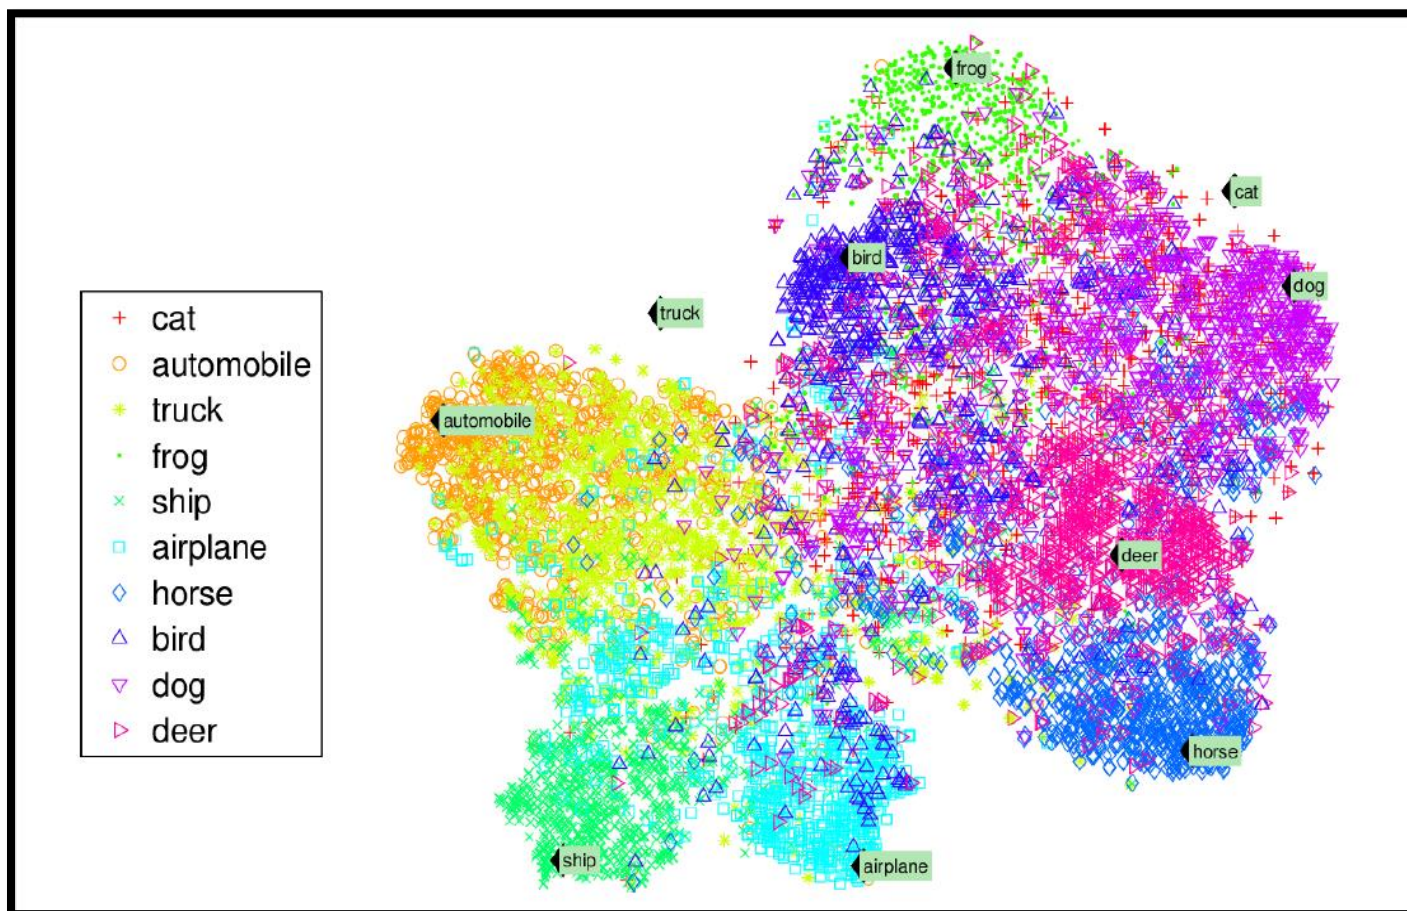 frog
cat
bird
dog
truck
automobile
deer
horse
ship
airplane
cat
automobile
truck
frog
ship
airplane
horse
bird
dog
deer